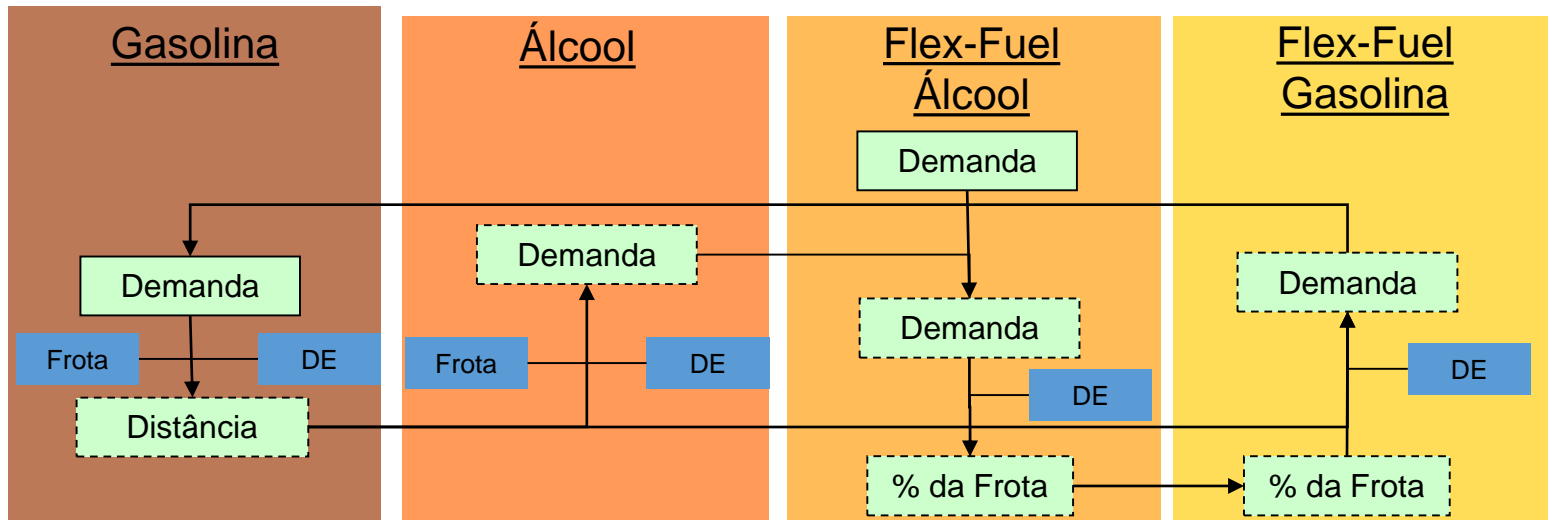 Gasolina
Demanda
Frota
DE
Distância
Álcool
Demanda
Frota
DE
Flex-Fuel
Álcool
Demanda
Demanda
DE
% da Frota
Flex-Fuel
Gasolina
Demanda
DE
% da Frota